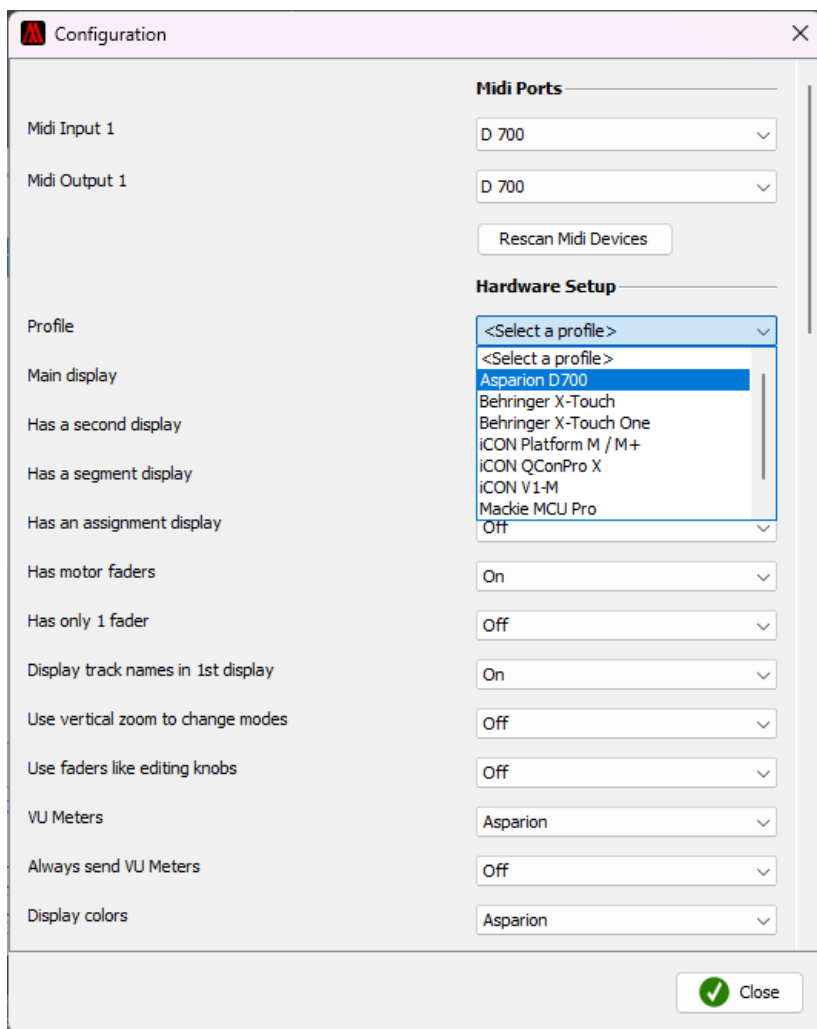 Configuration
Midi Ports
Midi Input 1
D 700
Midi Output 1
D 700
Rescan Midi Devices
Hardware Setup
Profile
<Select a profile>
<Select a profile>
Main display
Asparion D700
Behringer X-Touch
Has a second display
Behringer X-Touch One
iCON Platform M / M+
Has a segment display
iCON QConPro X
iCON V1-M
Mackie MCU Pro
Has an assignment display
Off
Has motor faders
On
Has only 1 fader
Off
Display track names in 1st display
On
Use vertical zoom to change modes
Off
Use faders like editing knobs
Off
VU Meters
Asparion
Always send VU Meters
Off
Display colors
Asparion
Close